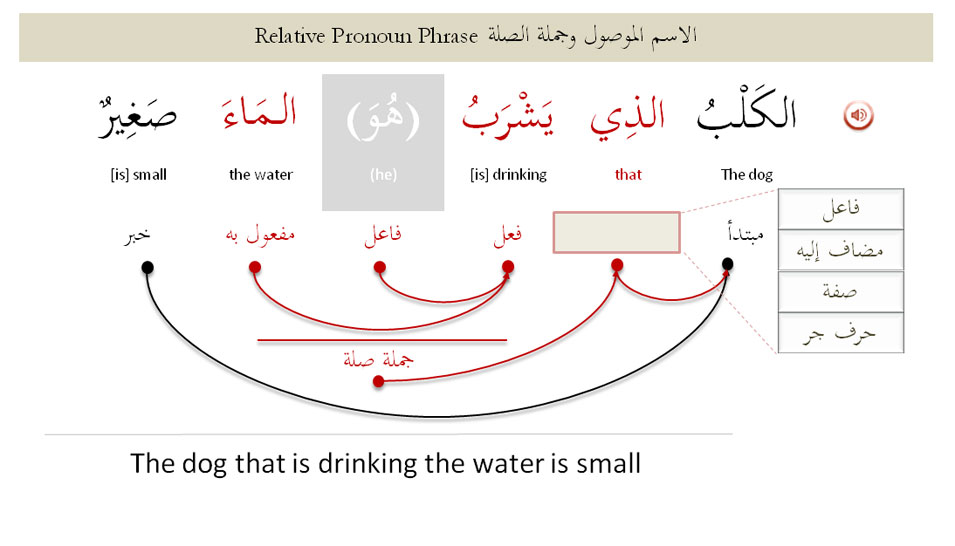 Relative Pronoun Phrase الاسم الموصول وجملة الصلة
الكَلْبُ الذِي يَشْرَبُ (هُوَ) المَاءَ صَغِيرٌ
The dog that [is] drinking (he) the water [is] small
مبتدأ فعل فاعل مفعول به خبر
فاعل
مضاف إليه
صفة
حرف جر
جملة صلة
The dog that is drinking the water is small